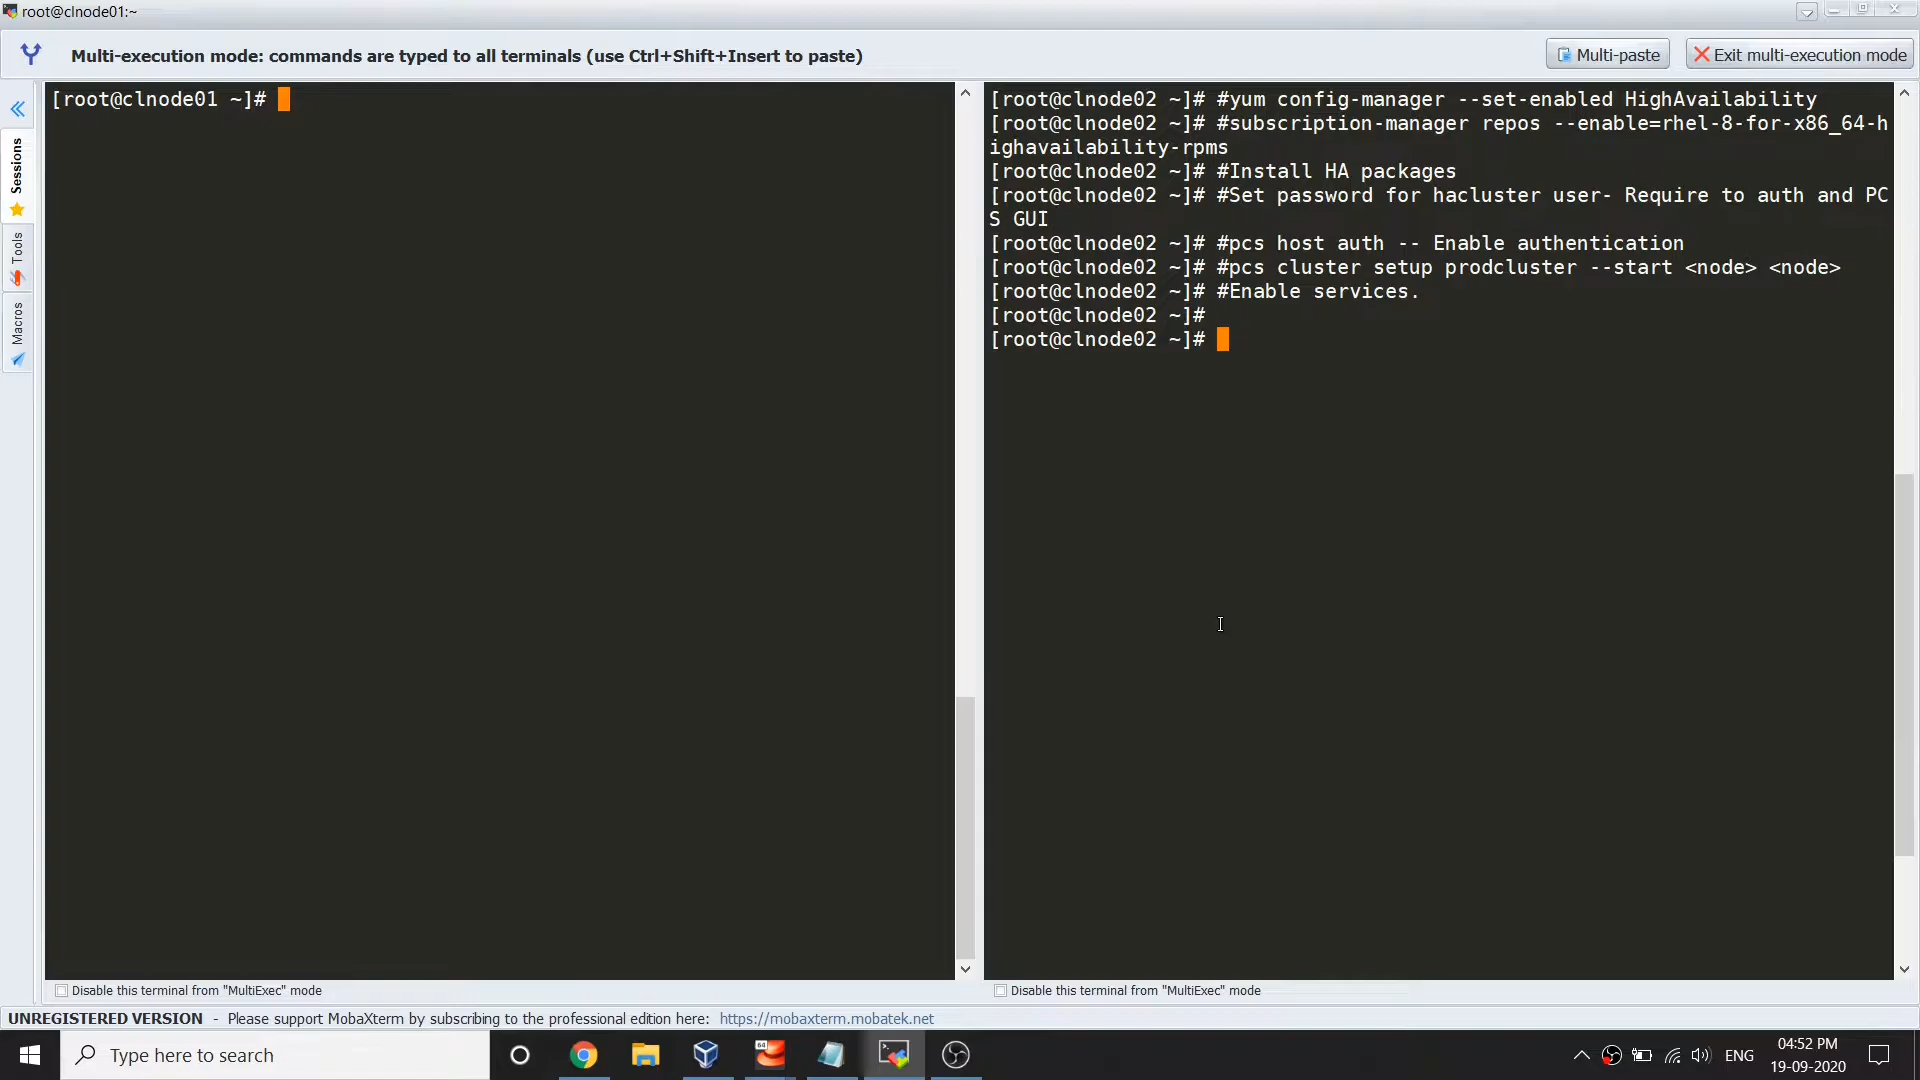 root@clnode01:~
Multi-execution mode: commands are typed to all terminals (use Ctrl+Shift+Insert to paste)
Multi-paste
Exit multi-execution mode
Sessions
Tools
Macros
[root@clnode01 ~]#
[root@clnode02 ~]# #yum config-manager --set-enabled HighAvailability
[root@clnode02 ~]# #subscription-manager repos --enable=rhel-8-for-x86_64-h
ighavailability-rpms
[root@clnode02 ~]# #Install HA packages
[root@clnode02 ~]# #Set password for hacluster user- Require to auth and PC
S GUI
[root@clnode02 ~]# #pcs host auth -- Enable authentication
[root@clnode02 ~]# #pcs cluster setup prodcluster --start <node> <node>
[root@clnode02 ~]# #Enable services.
[root@clnode02 ~]#
[root@clnode02 ~]#
Disable this terminal from "MultiExec" mode
Disable this terminal from "MultiExec" mode
UNREGISTERED VERSION - Please support MobaXterm by subscribing to the professional edition here: https://mobaxterm.mobatek.net
Type here to search
64
ENG
04:52 PM
19-09-2020